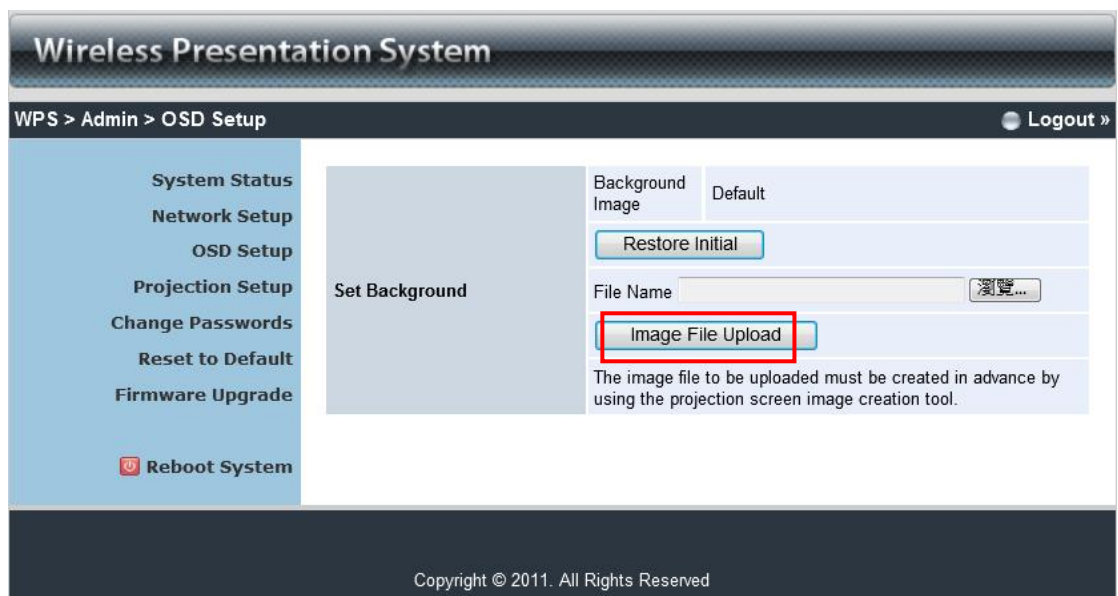 Wireless Presentation System
WPS > Admin > OSD Setup
Logout »
System Status
Network Setup
OSD Setup
Projection Setup
Change Passwords
Reset to Default
Firmware Upgrade
Reboot System
Set Background
Background
Image
Default
Restore Initial
File Name
瀏覽...
Image File Upload
The image file to be uploaded must be created in advance by
using the projection screen image creation tool.
Copyright © 2011. All Rights Reserved